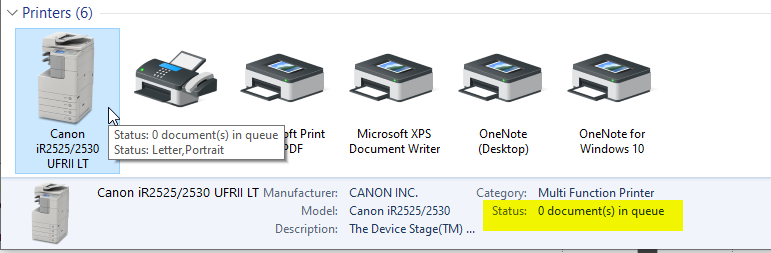 Printers (6)
Canon
iR2525/2530
UFRII LT
Status: 0 document(s) in queue
Status: Letter,Portrait
soft Print
PDF
Microsoft XPS
Document Writer
OneNote
(Desktop)
OneNote for
Windows 10
Canon iR2525/2530 UFRII LT
Manufacturer: CANON INC.
Model: Canon iR2525/2530
Description: The Device Stage(TM) ...
Category: Multi Function Printer
Status: 0 document(s) in queue